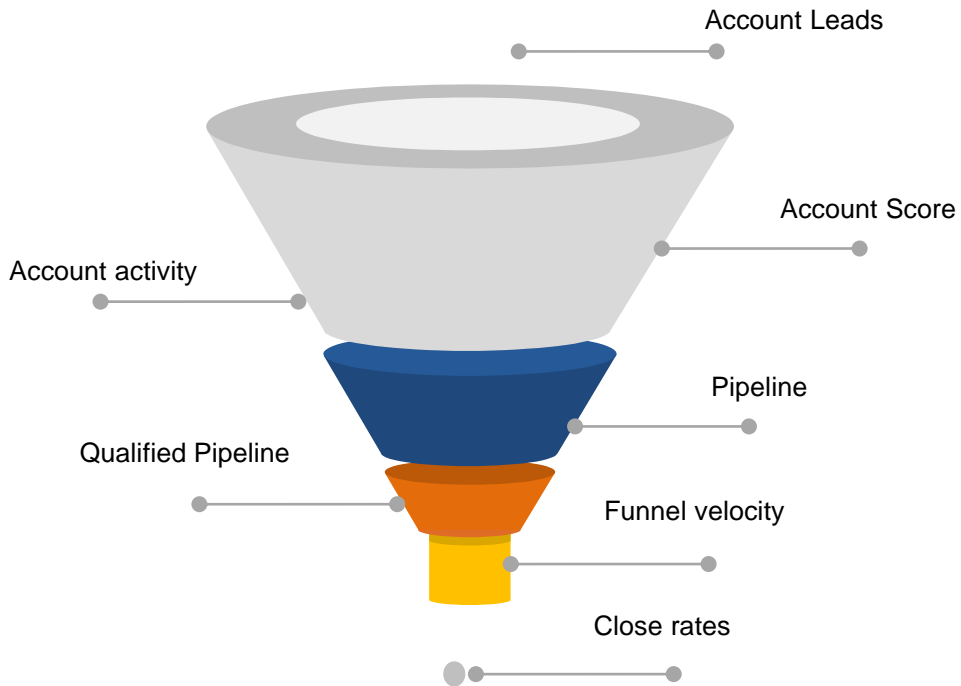 Account Leads
Account Score
Account activity
Pipeline
Qualified Pipeline
Funnel velocity
Close rates